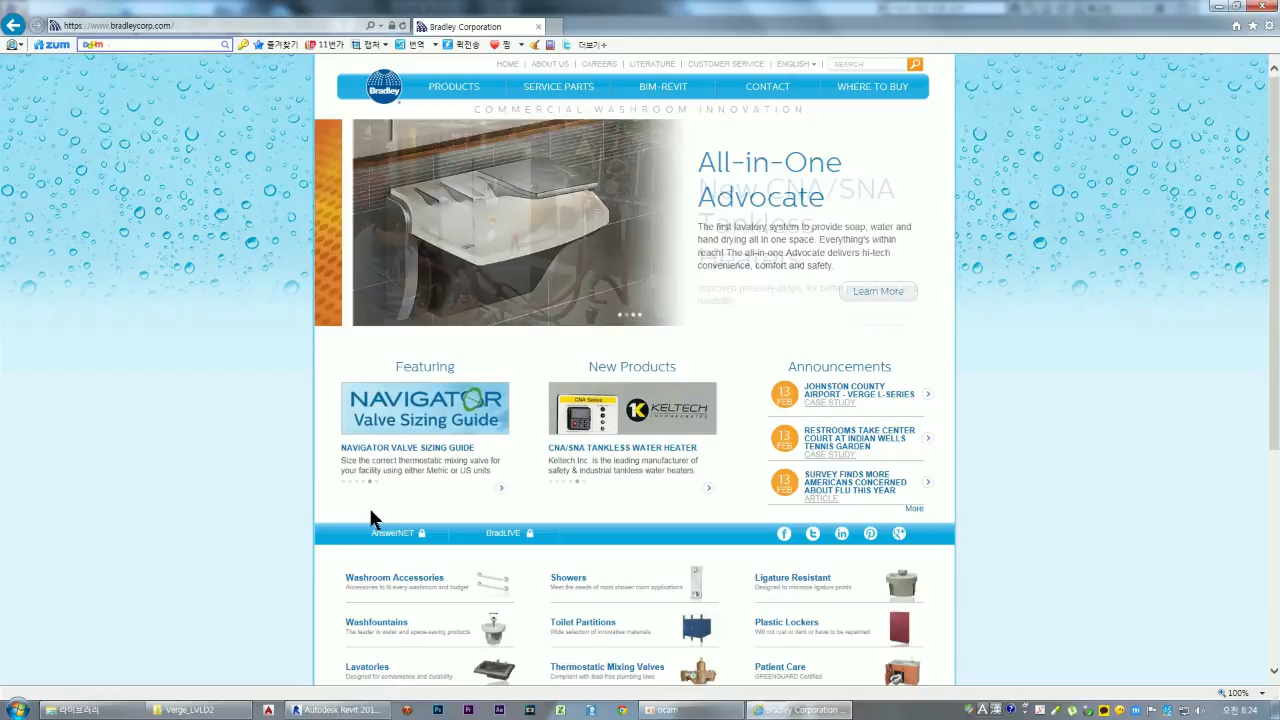 https://www.bradleycorp.com/
Bradley Corporation
zum
즐겨찾기
11번가
캡처
번역
퀵전송
찜
더보기+
HOME | ABOUT US | CAREERS | LITERATURE | CUSTOMER SERVICE | ENGLISH
SEARCH
Bradley
PRODUCTS
SERVICE PARTS
BIM-REVIT
CONTACT
WHERE TO BUY
COMMERCIAL WASHROOM INNOVATION
All-in-One
New CNA/SNA
Advocate
Tankless
The first lavatory system to provide soap, water and
hand drying all in one space. Everything's within
reach! The all-in-one Advocate delivers hi-tech
convenience, comfort and safety.
Learn More
Featuring
New Products
Announcements
NAVIGATOR
Valve Sizing Guide
CNA Series
KELTECH
INCORPORATED
NAVIGATOR VALVE SIZING GUIDE
Size the correct thermostatic mixing valve for
your facility using either Metric or US units
CNA/SNA TANKLESS WATER HEATER
Keltech Inc. is the leading manufacturer of
safety & industrial tankless water heaters.
13
FEB
JOHNSTON COUNTY
AIRPORT - VERGE L-SERIES
CASE STUDY
13
FEB
RESTROOMS TAKE CENTER
COURT AT INDIAN WELLS
TENNIS GARDEN
CASE STUDY
13
FEB
SURVEY FINDS MORE
AMERICANS CONCERNED
ABOUT FLU THIS YEAR
ARTICLE
More
AnswerNET
BradLIVE
Washroom Accessories
Accessories to fit every washroom and budget
Showers
Meet the needs of most shower room applications
Ligature Resistant
Designed to minimize ligature points
Washfountains
The leader in water and space-saving products
Toilet Partitions
Wide selection of innovative materials
Plastic Lockers
Will not rust or dent or have to be repainted
Lavatories
Designed for convenience and durability
Thermostatic Mixing Valves
Compliant with lead-free plumbing laws
Patient Care
GREENGUARD Certified
100%
라이브러리
Verge_LVLD2
Autodesk Revit 201...
ocam
Bradley Corporation ...
오전 8:24